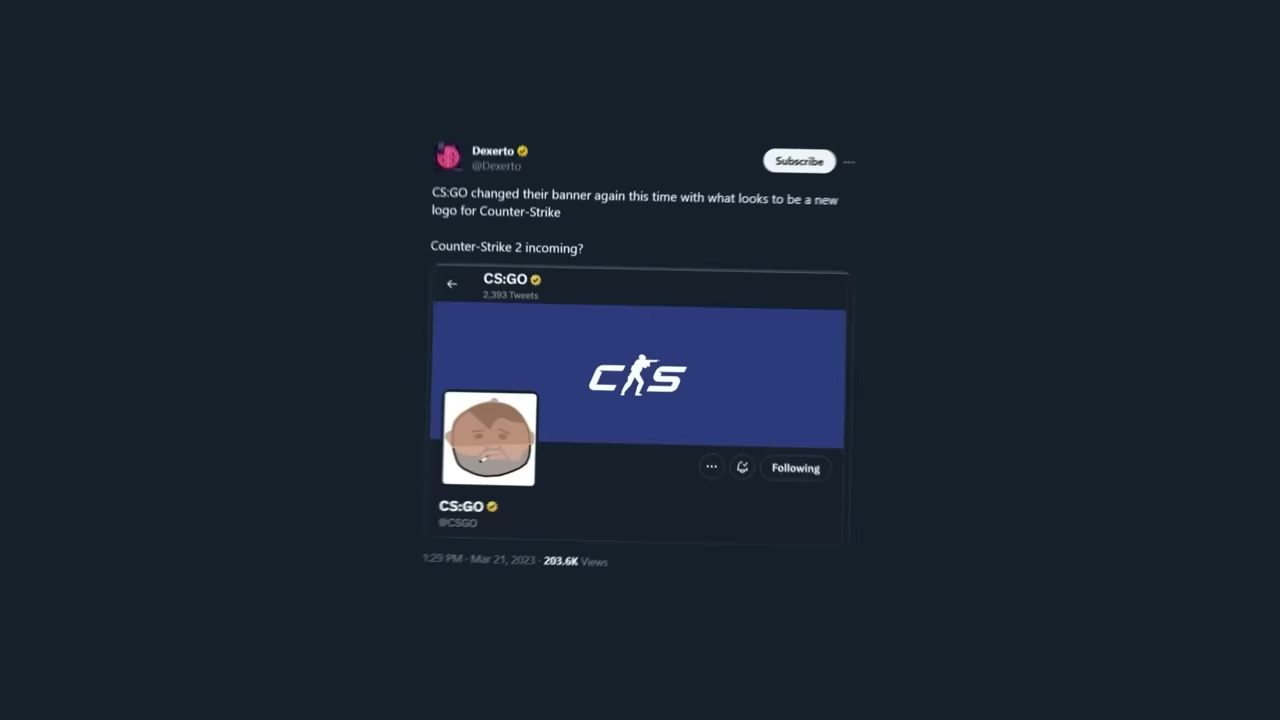 Dexerto
Subscribe
@Dexerto
CS:GO changed their banner again this time with what looks to be a new
logo for Counter-Strike
Counter-Strike 2 incoming?
CS:GO
2,393 Tweets
CS
Following
CS:GO
@CSGO
1:29 PM · Mar 21, 2023 · 203.6K Views